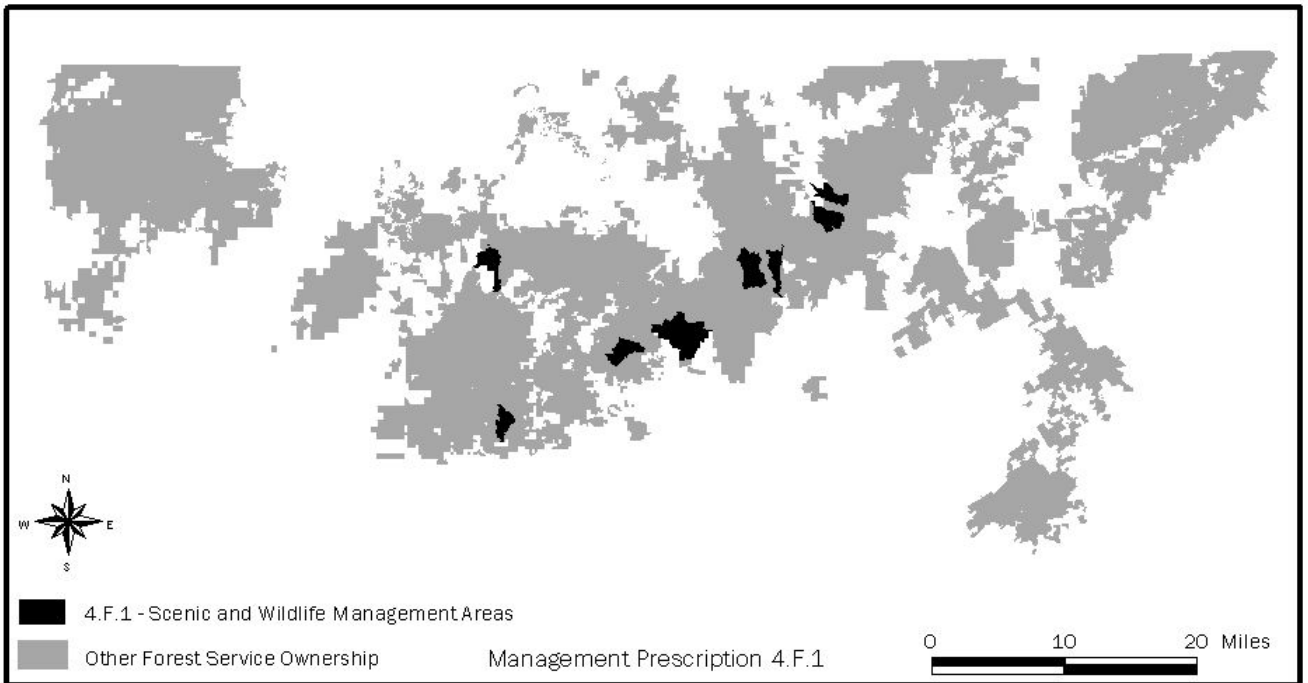 N
W E
S
4.F.1 - Scenic and Wildlife Management Areas
Other Forest Service Ownership
Management Prescription 4.F.1
0 10 20 Miles